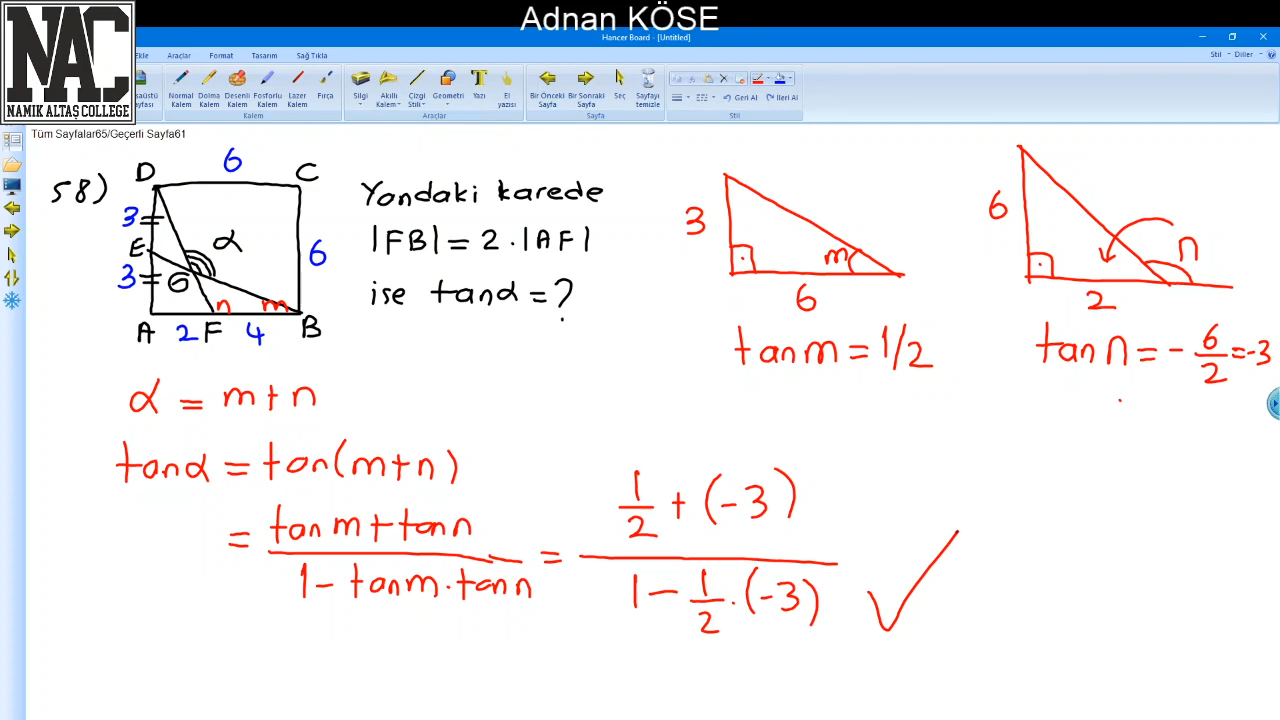 Adnan KÖSE
NAC
NAMIK ALTAŞ COLLEGE
Hancer Board - [Untitled]
Ekle Araçlar Format Tasarım Sağ Tıkla
Stil Diller
Normal Kalem Dolma Kalem Desenli Kalem Fosforlu Kalem Lazer Kalem Fırça
Silgi Akıllı Kalem Çizgi Stili Geometri Yazı El yazısı
Bir Önceki Sayfa Bir Sonraki Sayfa Seç Sayfayı temizle
Geri Al İleri Al
Kalem Araçlar Sayfa Stil
Tüm Sayfalar65/Geçerli Sayfa61
58)
D 6 C
3
E α
3 G 6
n m
A 2 F 4 B
Yandaki karede
|FB| = 2.|AF|
ise tanα = ?
3
m
6
tan m = 1/2
6
n
2
tan n = - 6/2 = -3
α = m + n
tanα = tan(m+n)
= (tan m + tan n)/(1 - tan m . tan n) = (1/2 + (-3))/(1 - 1/2 . (-3))